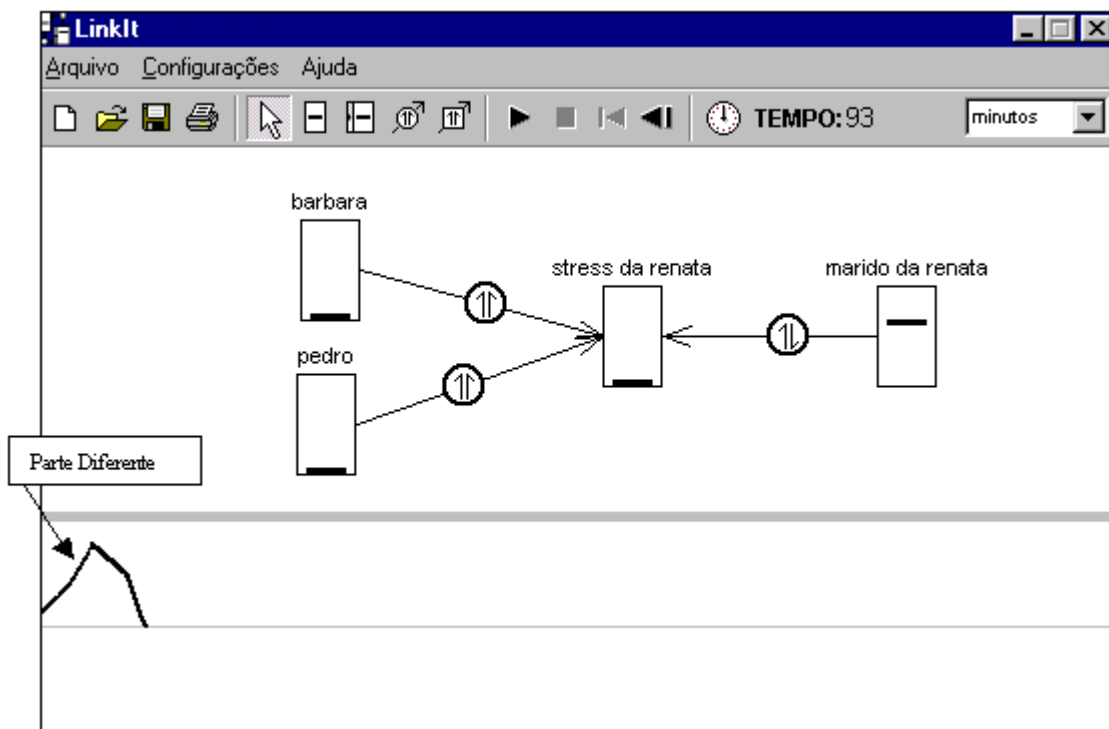 LinkIt
Arquivo Configurações Ajuda
TEMPO: 93 minutos
barbara
stress da renata marido da renata
pedro
Parte Diferente